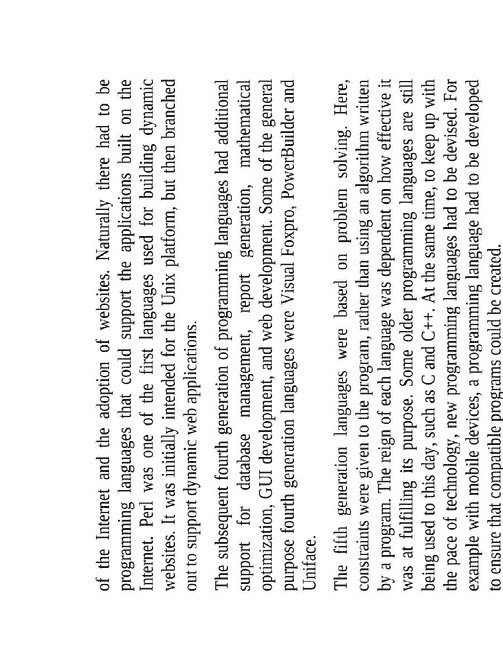 of the Internet and the adoption of websites. Naturally there had to be
programming languages that could support the applications built on the
Internet. Perl was one of the first languages used for building dynamic
websites. It was initially intended for the Unix platform, but then branched
out to support dynamic web applications.
The subsequent fourth generation of programming languages had additional
support for database management, report generation, mathematical
optimization, GUI development, and web development. Some of the general
purpose fourth generation languages were Visual Foxpro, PowerBuilder and
Uniface.
The fifth generation languages were based on problem solving. Here,
constraints were given to the program, rather than using an algorithm written
by a program. The reign of each language was dependent on how effective it
was at fulfilling its purpose. Some older programming languages are still
being used to this day, such as C and C++. At the same time, to keep up with
the pace of technology, new programming languages had to be devised. For
example with mobile devices, a programming language had to be developed
to ensure that compatible programs could be created.